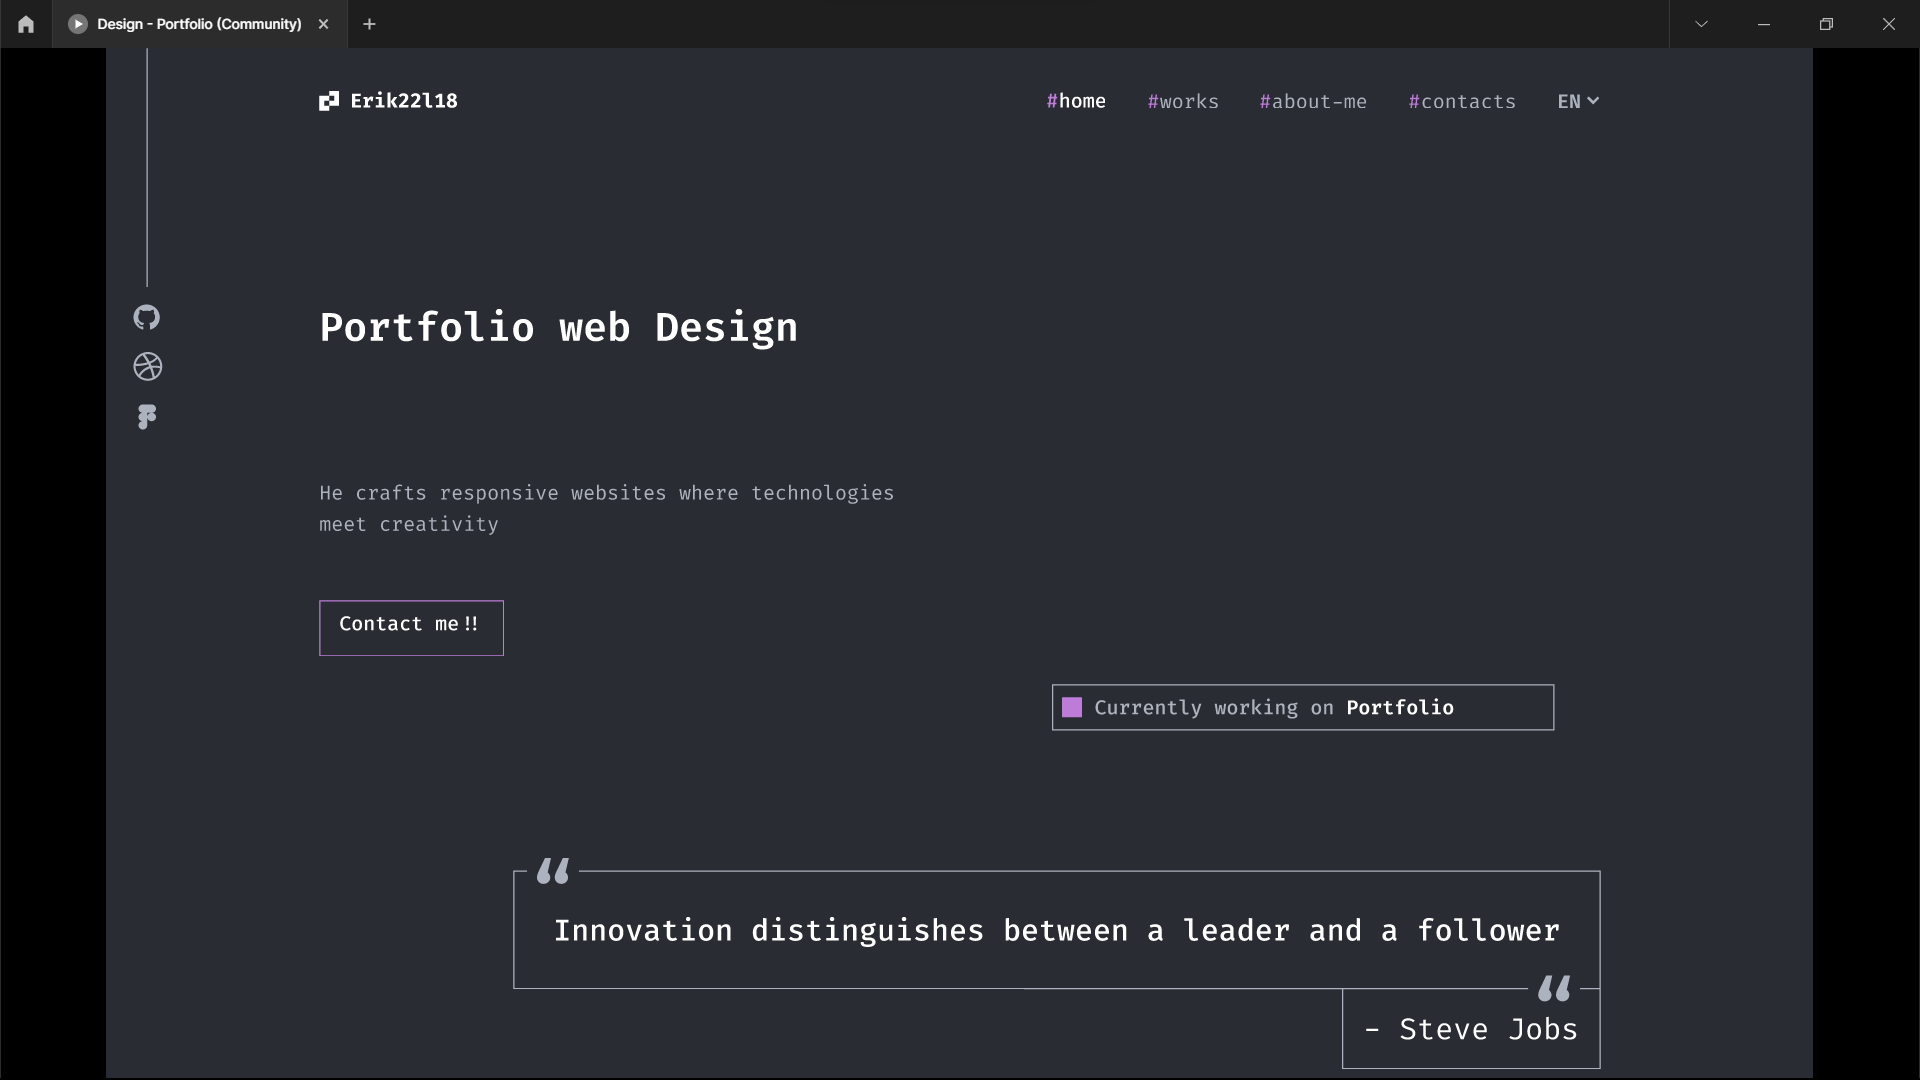 Design - Portfolio (Community)
Erik22l18
#home #works #about-me #contacts EN
Portfolio web Design
He crafts responsive websites where technologies
meet creativity
Contact me!!
Currently working on Portfolio
Innovation distinguishes between a leader and a follower
- Steve Jobs